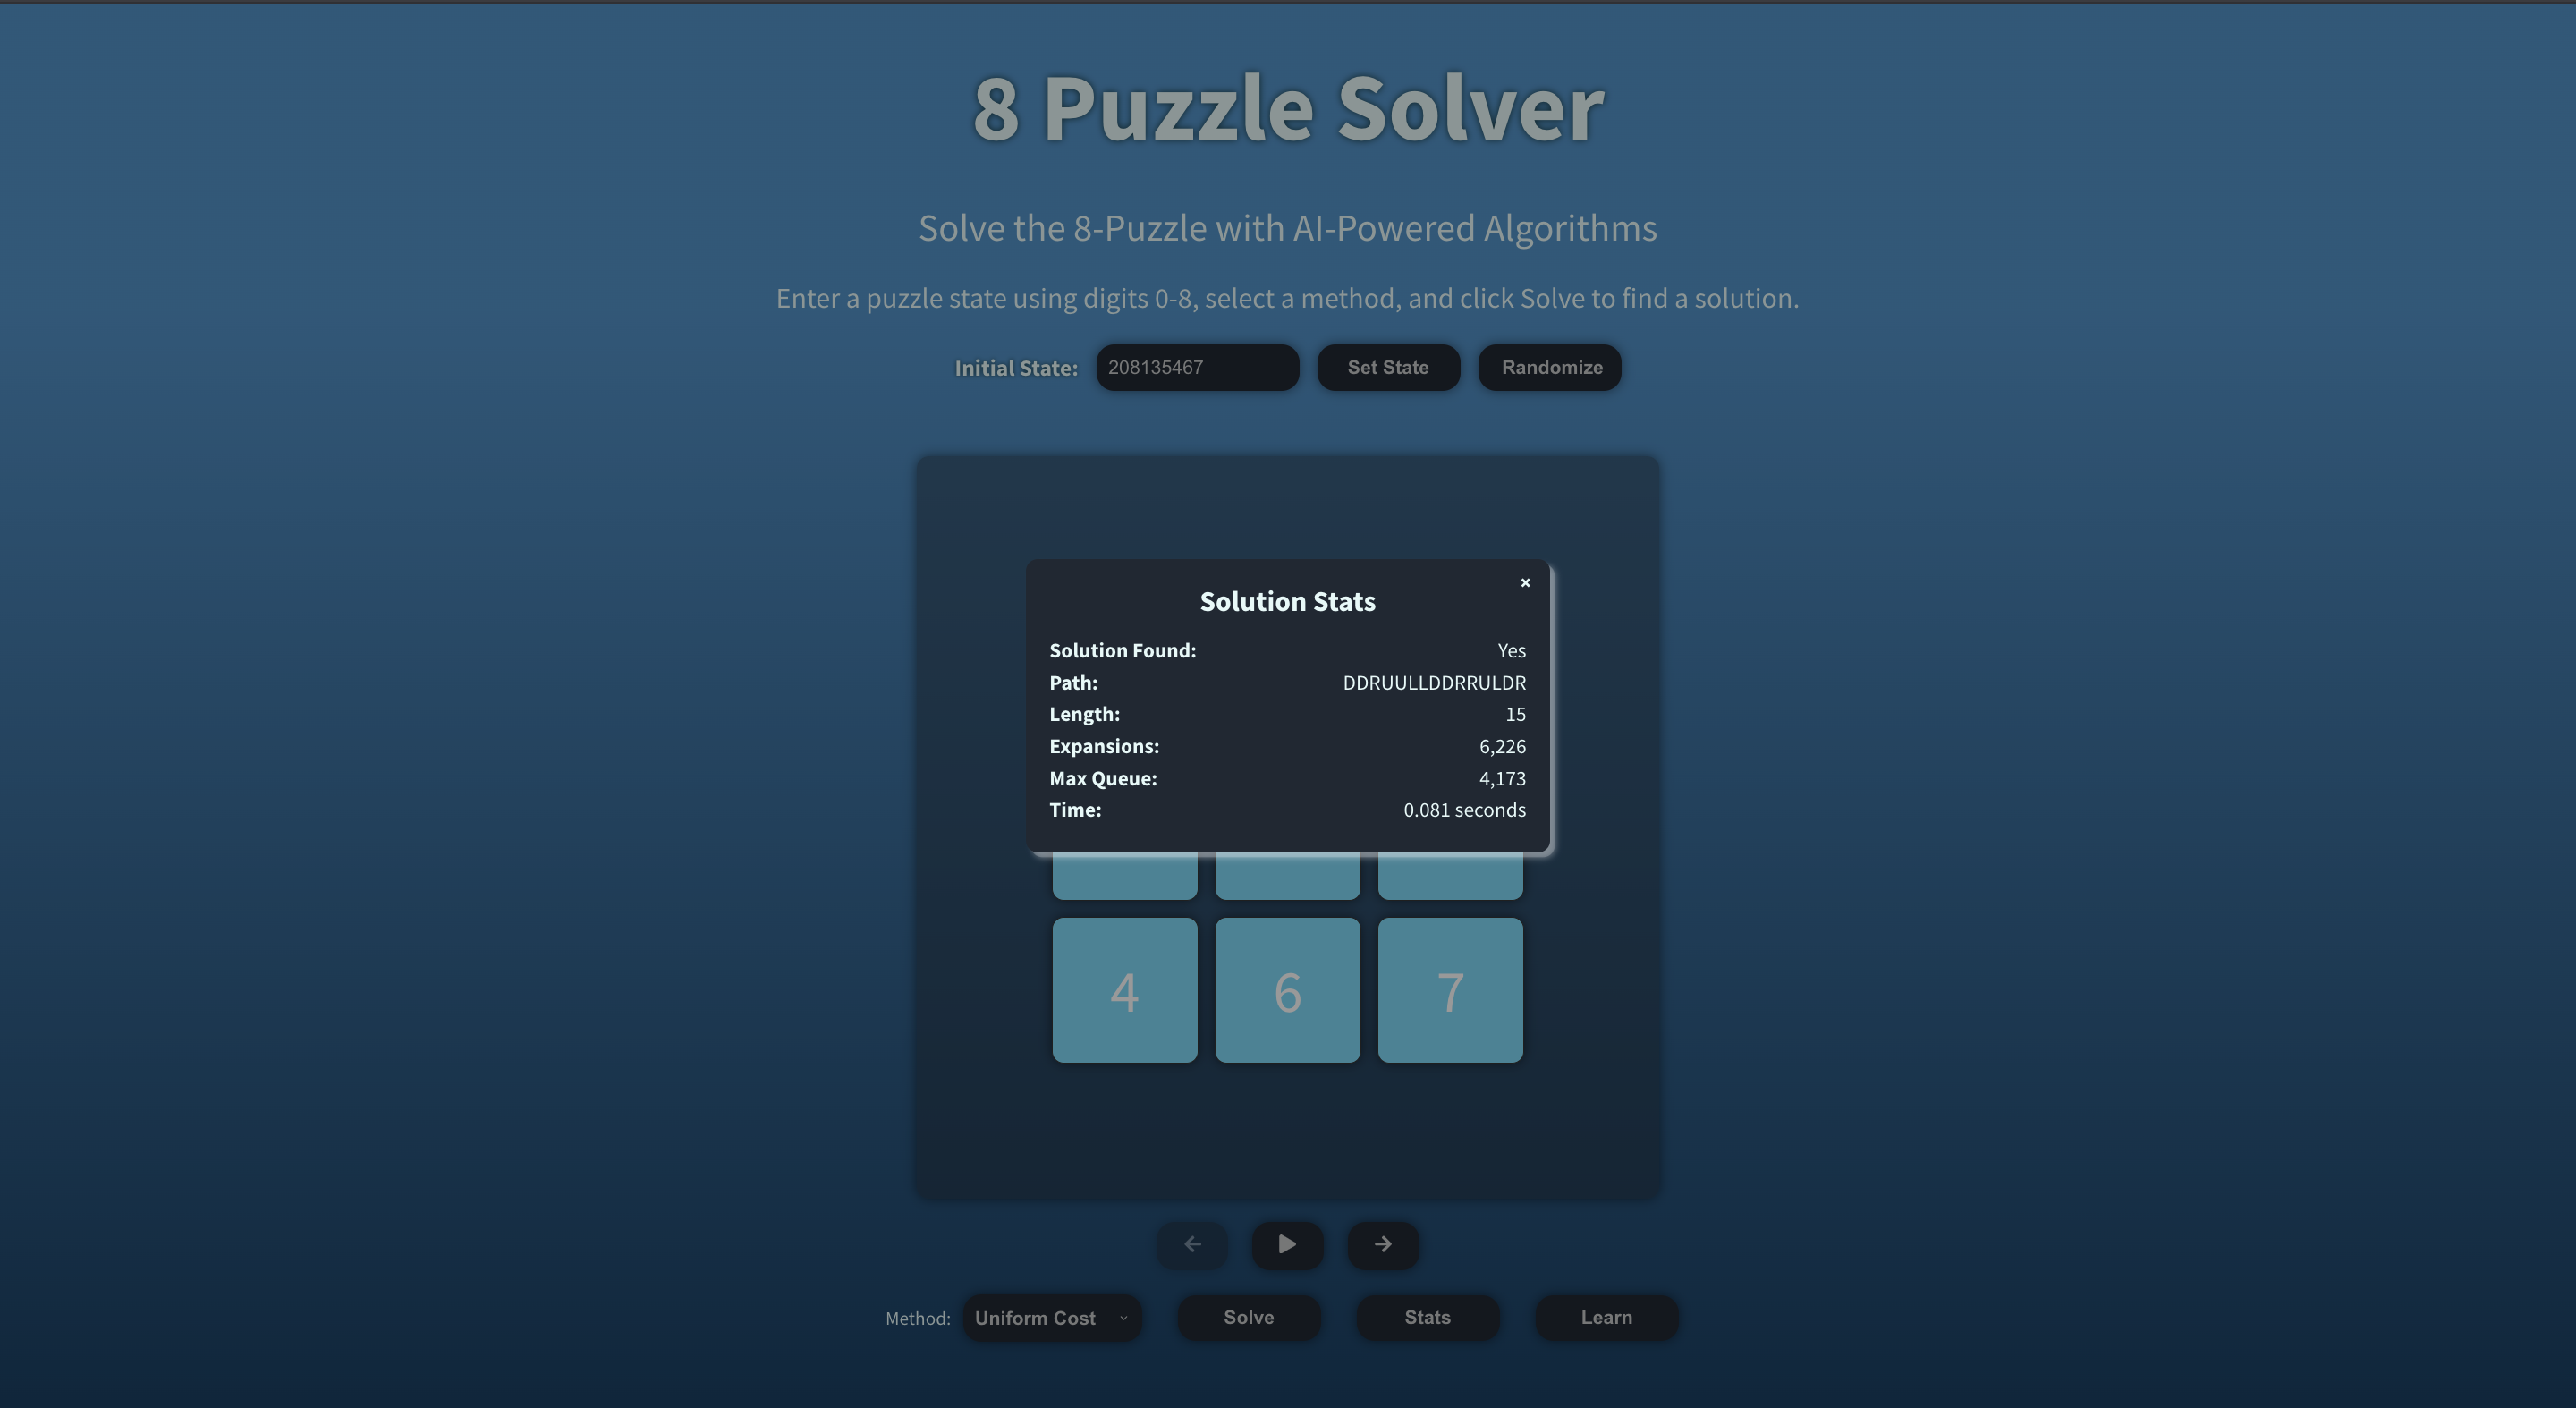 8 Puzzle Solver
Solve the 8-Puzzle with AI-Powered Algorithms
Enter a puzzle state using digits 0-8, select a method, and click Solve to find a solution.
Initial State: 208135467 Set State Randomize
×
Solution Stats
Solution Found: Yes
Path: DDRUULLDDRRULDR
Length: 15
Expansions: 6,226
Max Queue: 4,173
Time: 0.081 seconds
4 6 7
Method: Uniform Cost Solve Stats Learn